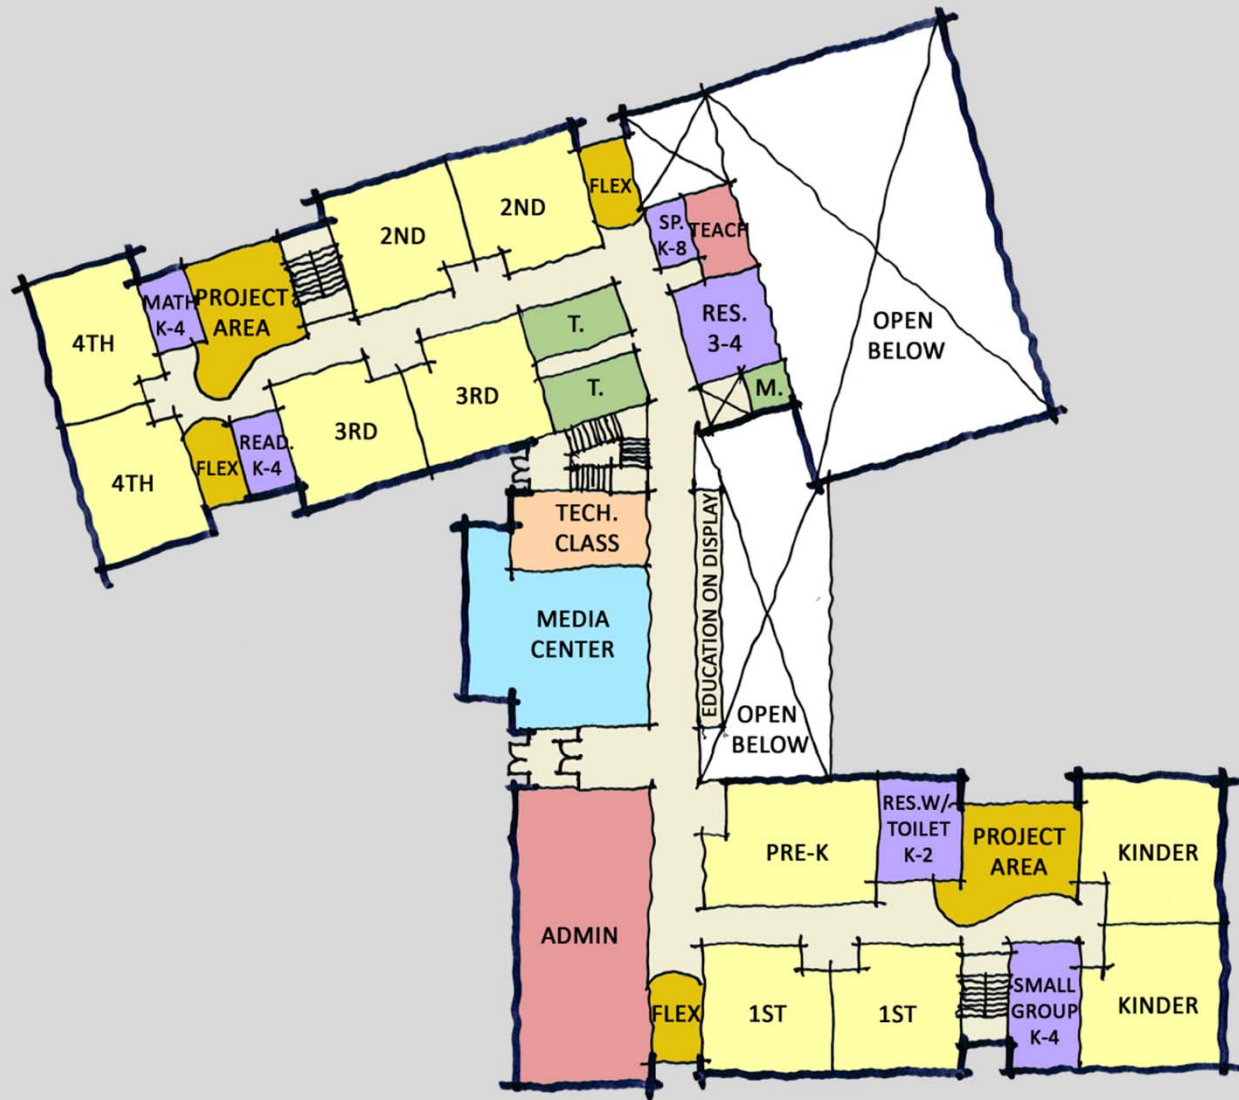 2ND
2ND
FLEX
SP.
K-8
TEACH
MATH
K-4
PROJECT
AREA
4TH
RES.
3-4
OPEN
BELOW
T.
T.
M.
3RD
3RD
READ.
K-4
FLEX
4TH
TECH.
CLASS
MEDIA
CENTER
EDUCATION ON DISPLAY
OPEN
BELOW
PRE-K
RES.W/
TOILET
K-2
PROJECT
AREA
KINDER
ADMIN
FLEX
1ST
1ST
SMALL
GROUP
K-4
KINDER